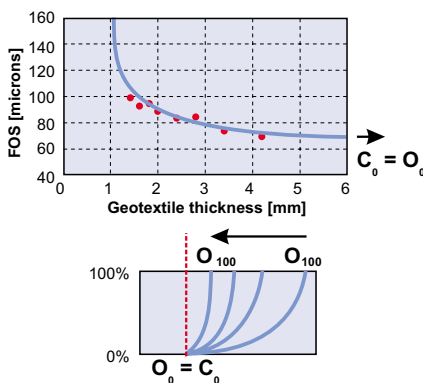 160
140
120
100
80
60
40
FOS [microns]
0 1 2 3 4 5 6
Geotextile thickness [mm]
C₀ = O₀
O₁₀₀ O₁₀₀
100%
0%
O₀ = C₀